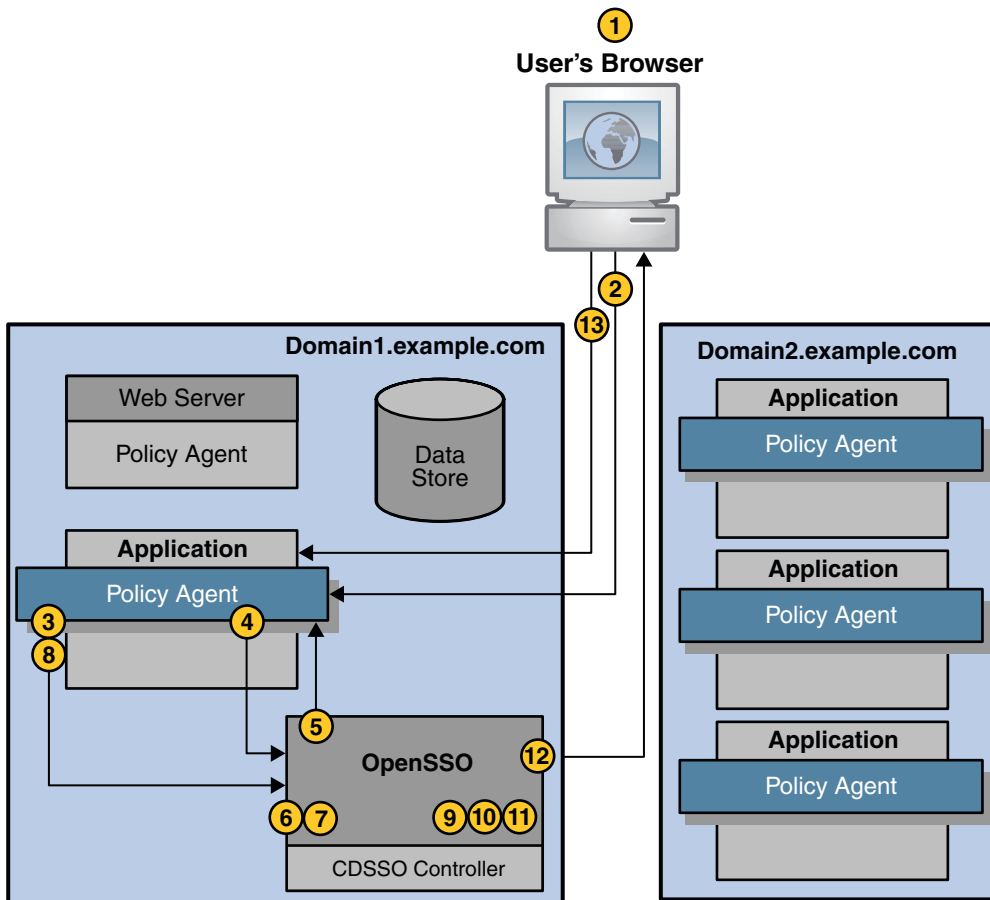 1
User's Browser
2
13
Domain1.example.com
Web Server
Policy Agent
Data
Store
Application
Policy Agent
3
4
8
5
OpenSSO
12
6
7
9
10
11
CDSSO Controller
Domain2.example.com
Application
Policy Agent
Application
Policy Agent
Application
Policy Agent